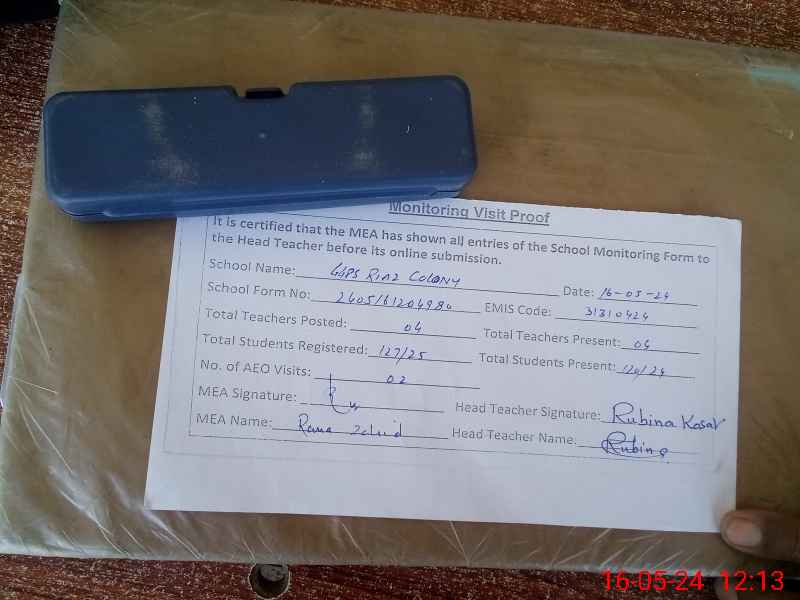 Monitoring Visit Proof
It is certified that the MEA has shown all entries of the School Monitoring Form to
the Head Teacher before its online submission.
School Name: GGPS RIAZ COLONY Date: 16-05-24
School Form No: EMIS Code: 31310424
Total Teachers Posted: 04 Total Teachers Present: 04
Total Students Registered: 127/25 Total Students Present: 120/24
No. of AEO Visits: 02
MEA Signature: Head Teacher Signature: Rubina Kosar
MEA Name: Rana Head Teacher Name: Rubina
16-05-24 12:13